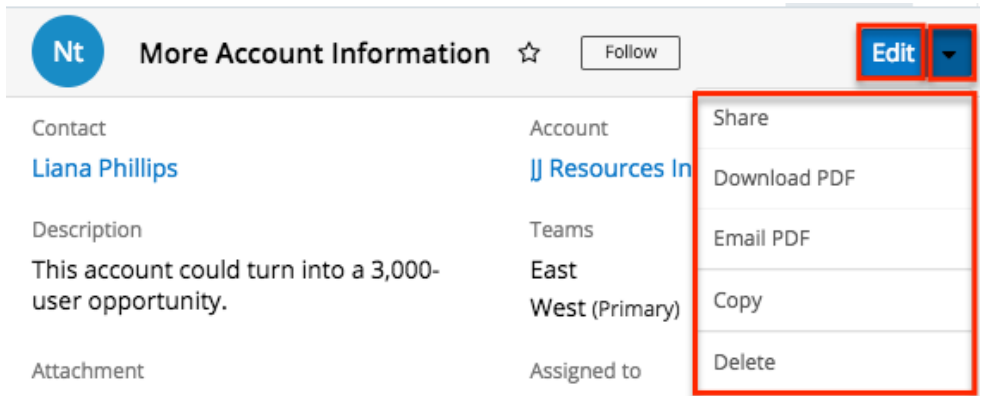 Nt More Account Information Follow Edit
Contact
Liana Phillips
Account
JJ Resources In
Description
This account could turn into a 3,000-
user opportunity.
Teams
East
West (Primary)
Attachment
Assigned to
Share
Download PDF
Email PDF
Copy
Delete